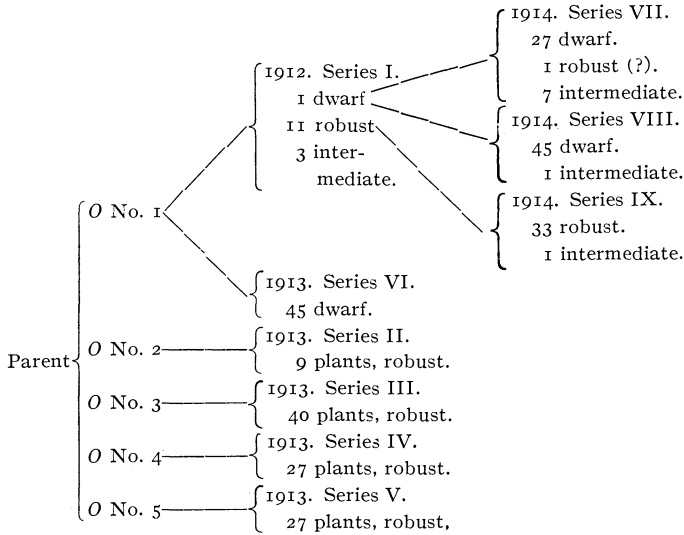 1914. Series VII.
27 dwarf.
1 robust (?).
7 intermediate.
1912. Series I.
1 dwarf
11 robust
3 inter-
mediate.
1914. Series VIII.
45 dwarf.
1 intermediate.
1914. Series IX.
33 robust.
1 intermediate.
O No. 1
1913. Series VI.
45 dwarf.
Parent
O No. 2
1913. Series II.
9 plants, robust.
O No. 3
1913. Series III.
40 plants, robust.
O No. 4
1913. Series IV.
27 plants, robust.
O No. 5
1913. Series V.
27 plants, robust,